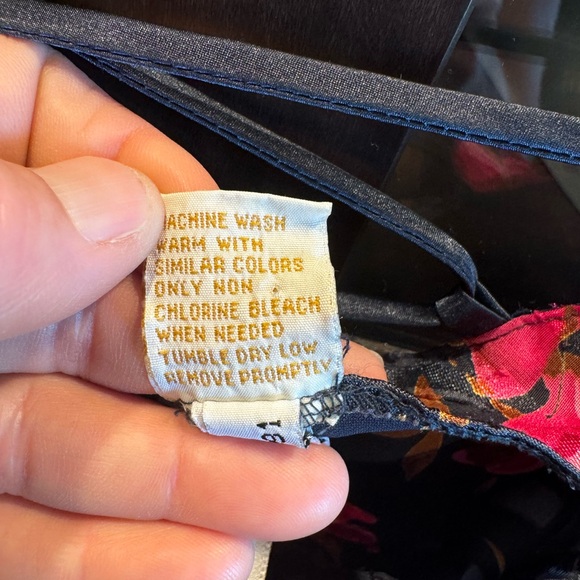 MACHINE WASH
WARM WITH
SIMILAR COLORS
ONLY NON
CHLORINE BLEACH
WHEN NEEDED
TUMBLE DRY LOW
REMOVE PROMPTLY